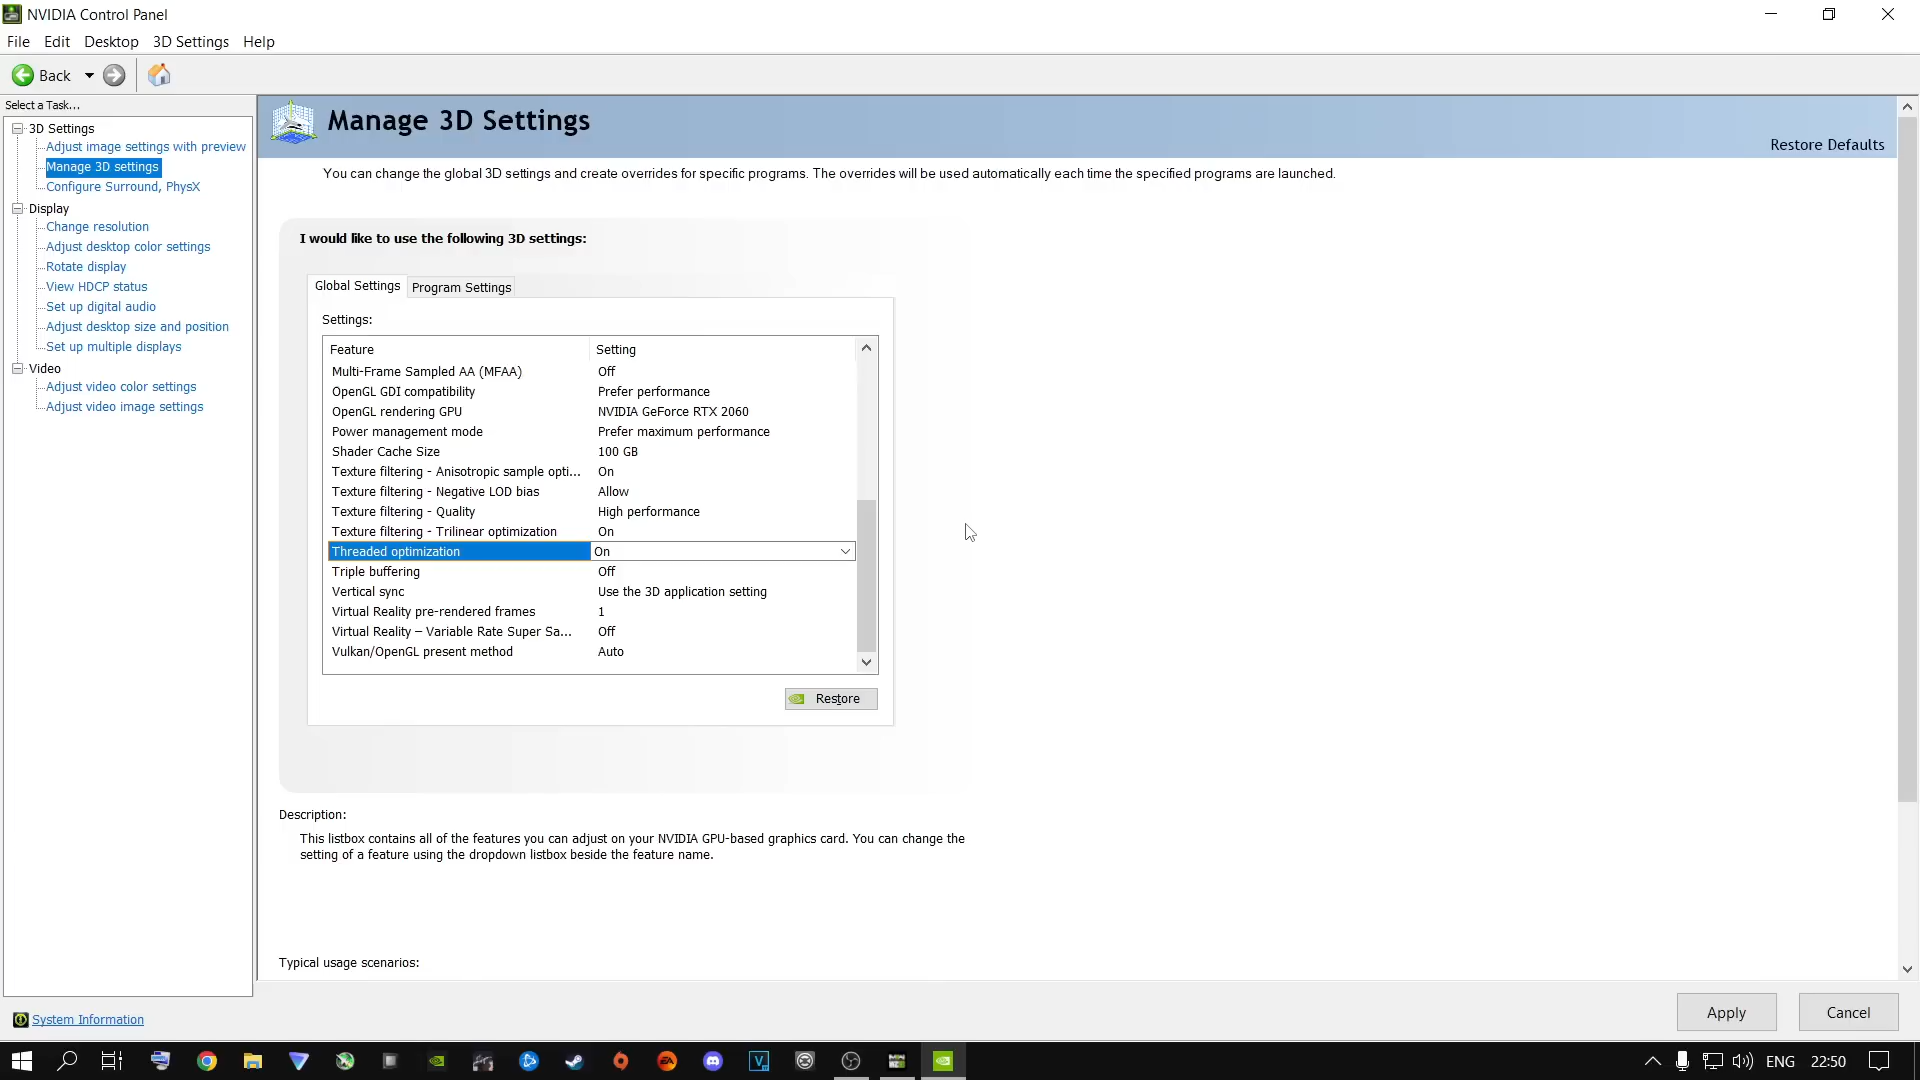 NVIDIA Control Panel
File Edit Desktop 3D Settings Help
Back
Select a Task...
3D Settings
Adjust image settings with preview
Manage 3D settings
Configure Surround, PhysX
Display
Change resolution
Adjust desktop color settings
Rotate display
View HDCP status
Set up digital audio
Adjust desktop size and position
Set up multiple displays
Video
Adjust video color settings
Adjust video image settings
System Information
Manage 3D Settings
Restore Defaults
You can change the global 3D settings and create overrides for specific programs. The overrides will be used automatically each time the specified programs are launched.
I would like to use the following 3D settings:
Global Settings Program Settings
Settings:
Feature Setting
Multi-Frame Sampled AA (MFAA) Off
OpenGL GDI compatibility Prefer performance
OpenGL rendering GPU NVIDIA GeForce RTX 2060
Power management mode Prefer maximum performance
Shader Cache Size 100 GB
Texture filtering - Anisotropic sample opti... On
Texture filtering - Negative LOD bias Allow
Texture filtering - Quality High performance
Texture filtering - Trilinear optimization On
Threaded optimization On
Triple buffering Off
Vertical sync Use the 3D application setting
Virtual Reality pre-rendered frames 1
Virtual Reality – Variable Rate Super Sa... Off
Vulkan/OpenGL present method Auto
Restore
Description:
This listbox contains all of the features you can adjust on your NVIDIA GPU-based graphics card. You can change the
setting of a feature using the dropdown listbox beside the feature name.
Typical usage scenarios:
Apply Cancel
ENG 22:50